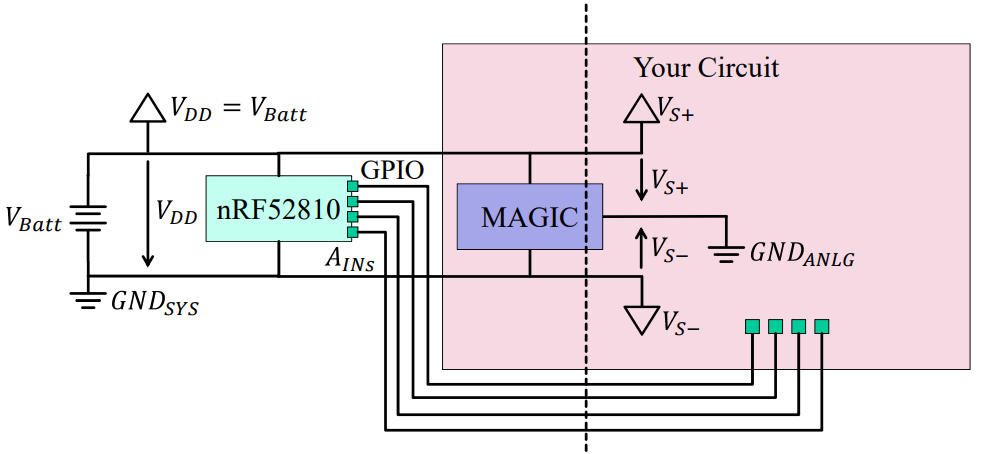 Your Circuit
V_{DD} = V_{Batt}
V_{S+}
GPIO
V_{S+}
nRF52810
V_{Batt}
V_{DD}
MAGIC
A_{INs}
V_{S-}
GND_{ANLG}
GND_{SYS}
V_{S-}